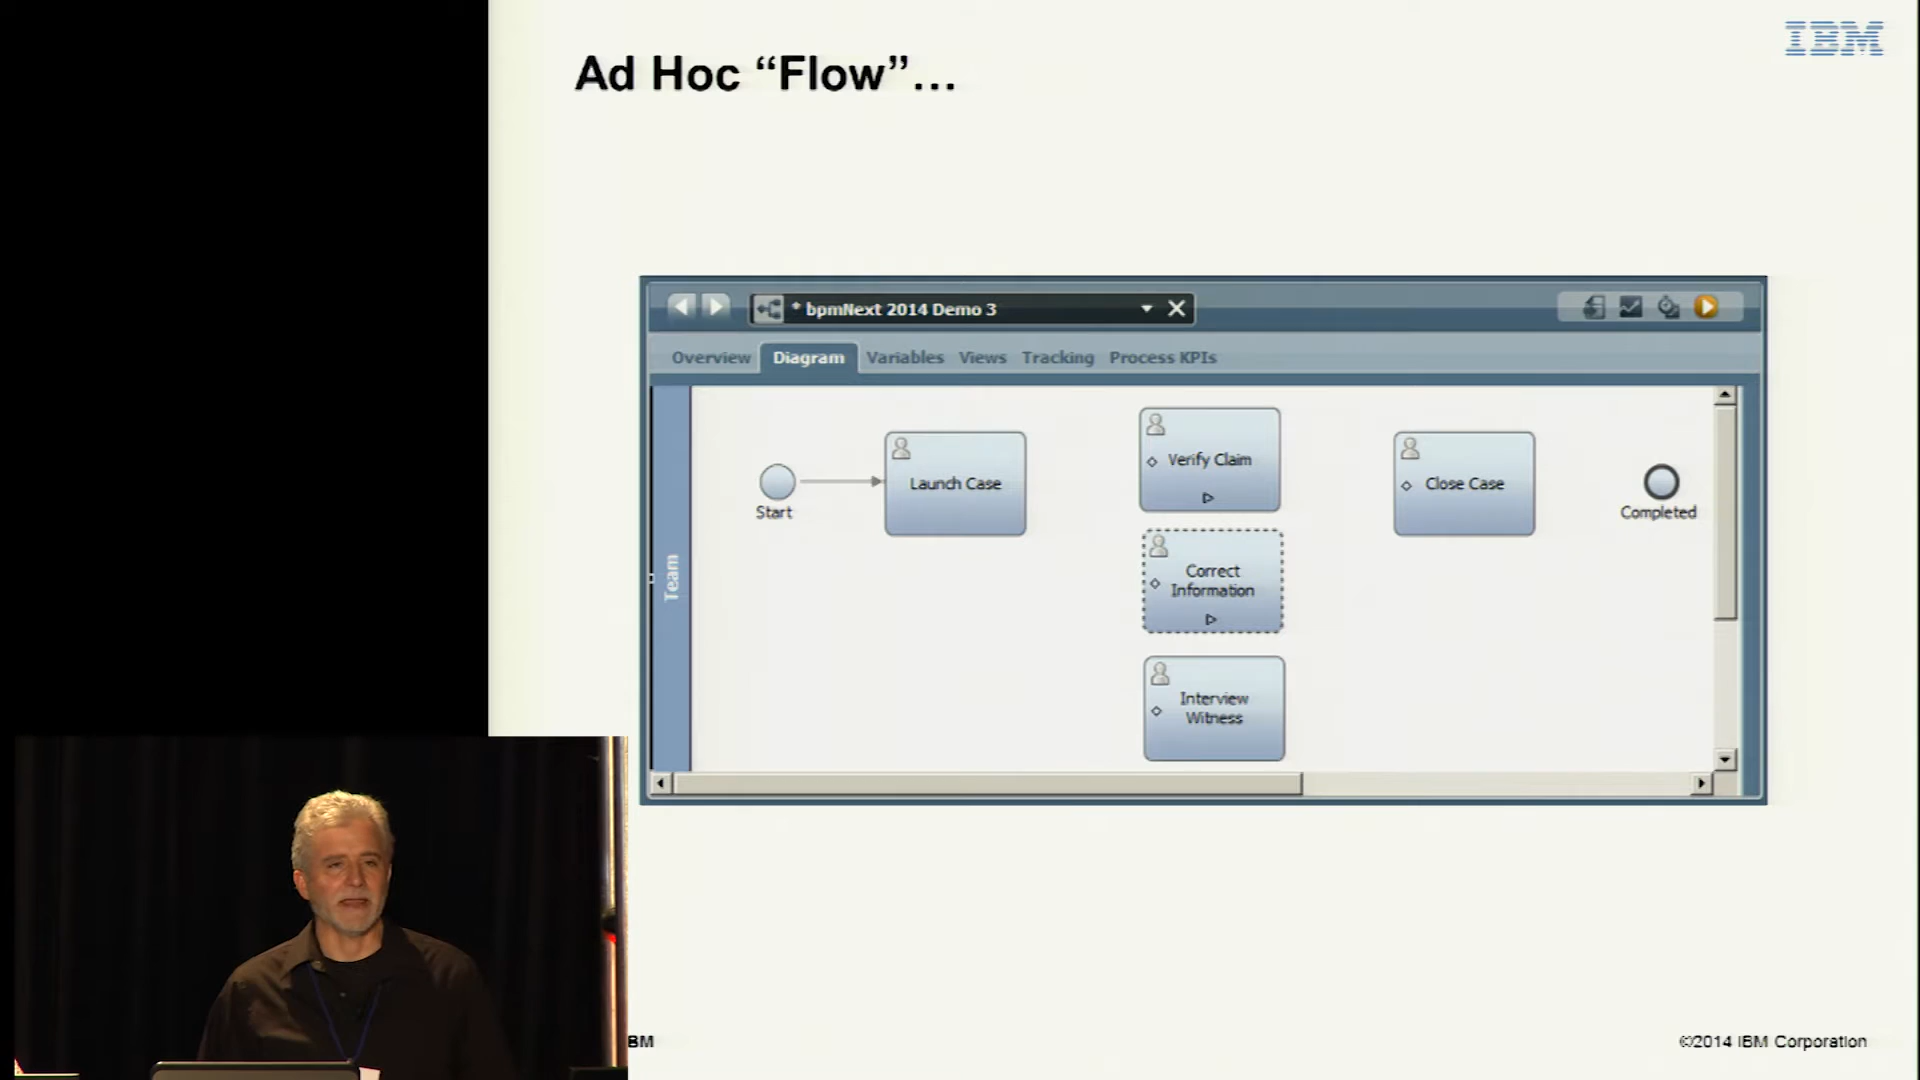 IBM
Ad Hoc “Flow”...
* bpmNext 2014 Demo 3
Overview
Diagram
Variables
Views
Tracking
Process KPIs
Team
Start
Launch Case
Verify Claim
Correct
Information
Interview
Witness
Close Case
Completed
BM
©2014 IBM Corporation